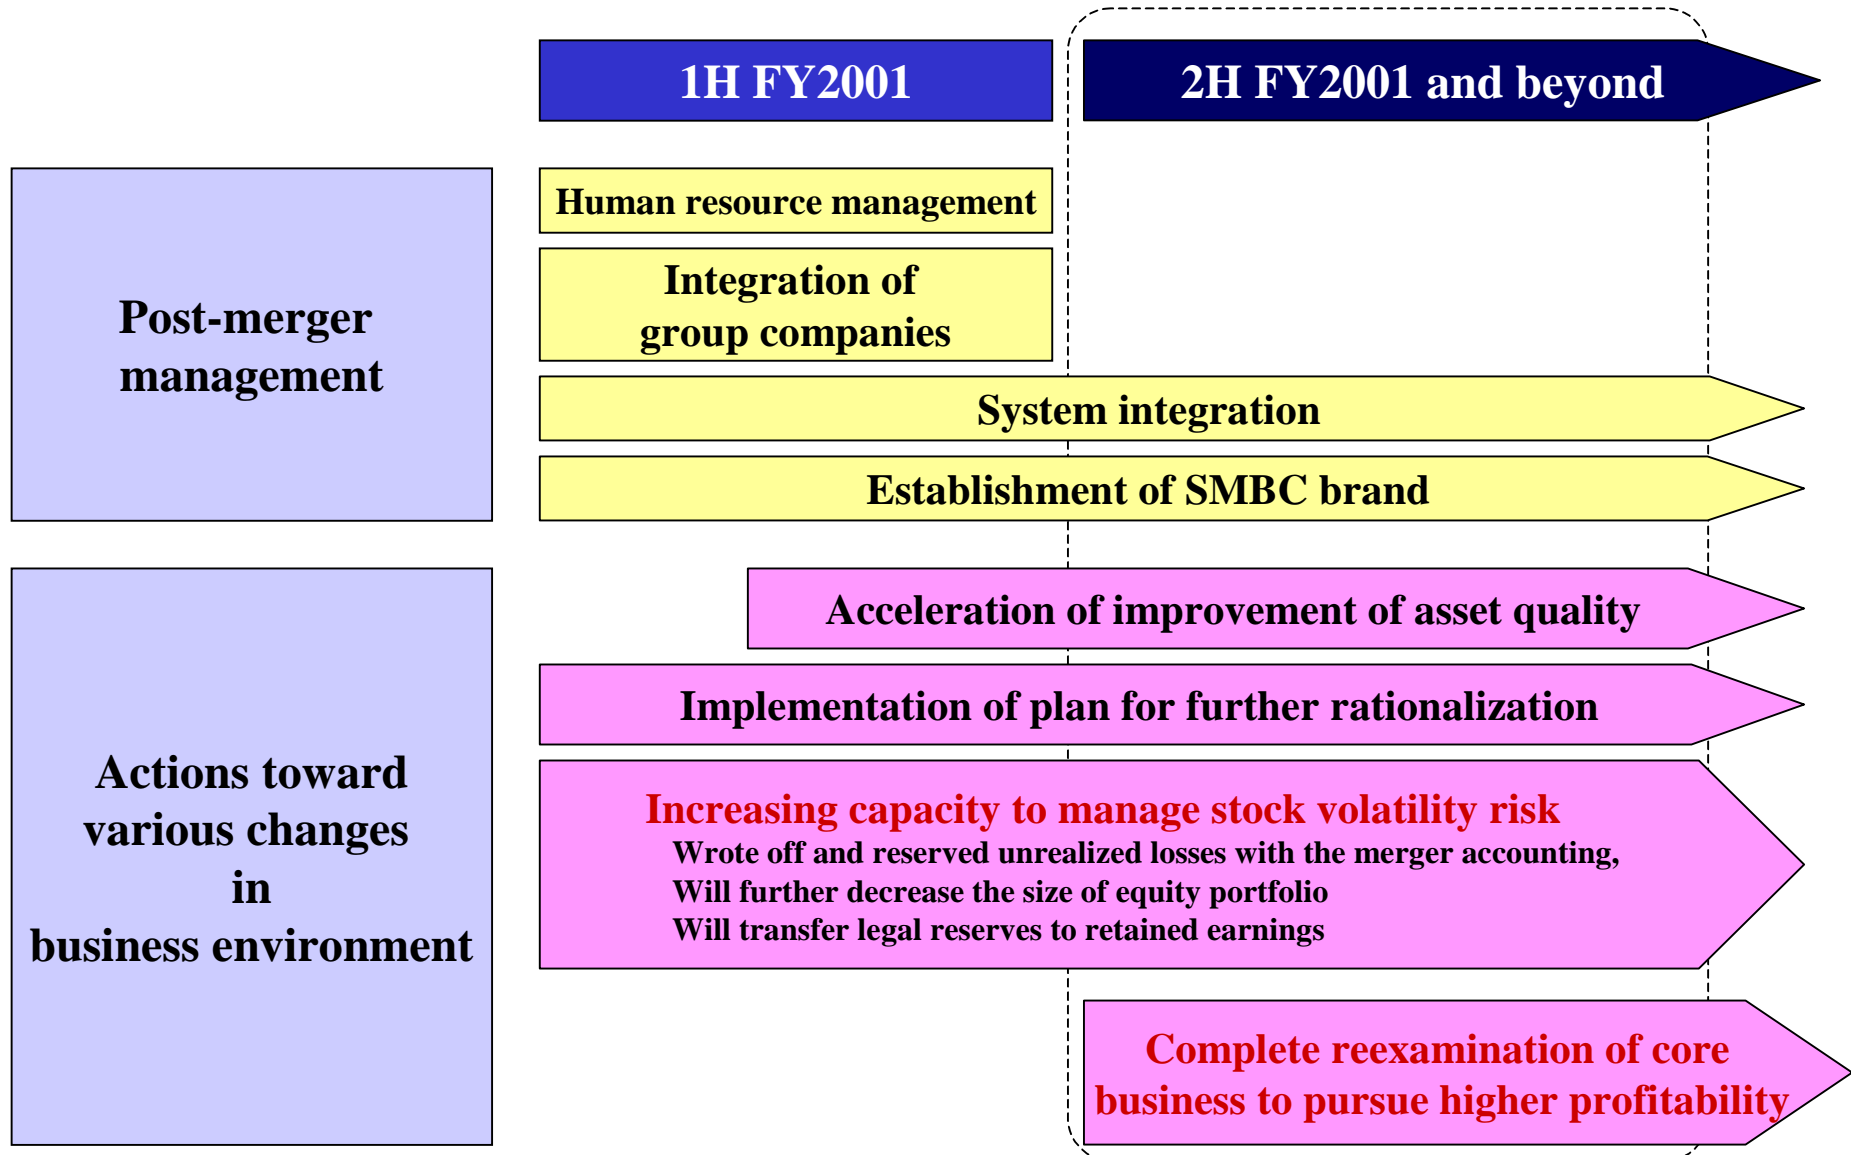 1H FY2001
2H FY2001 and beyond
Post-merger
management
Human resource management
Integration of
group companies
System integration
Establishment of SMBC brand
Actions toward
various changes
in
business environment
Acceleration of improvement of asset quality
Implementation of plan for further rationalization
Increasing capacity to manage stock volatility risk
Wrote off and reserved unrealized losses with the merger accounting,
Will further decrease the size of equity portfolio
Will transfer legal reserves to retained earnings
Complete reexamination of core
business to pursue higher profitability